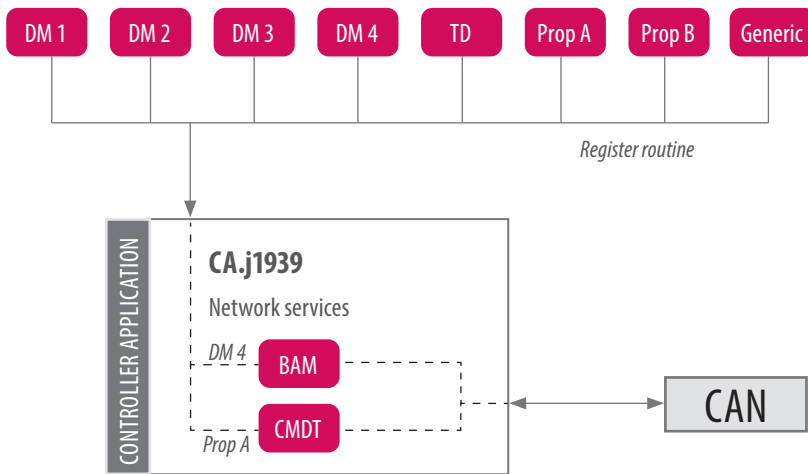 DM 1 DM 2 DM 3 DM 4 TD Prop A Prop B Generic
Register routine
CONTROLLER APPLICATION
CA.j1939
Network services
DM 4
BAM
Prop A
CMDT
CAN